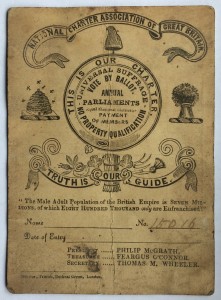 NATIONAL CHARTER ASSOCIATION OF GREAT BRITAIN
THIS IS OUR CHARTER
UNIVERSAL SUFFRAGE
VOTE BY BALLOT
ANNUAL
PARLIAMENTS
PAYMENT
OF MEMBERS
NO PROPERTY QUALIFICATION
TRUTH IS OUR GUIDE.
"The Male Adult Population of the British Empire is Seven Mil-
lions, of which EIGHT HUNDRED THOUSAND only are Enfranchised."
Name No.
Date of Entry
PHILIP McGRATH.
TREASURER FEARGUS O'CONNOR.
SECRETARY THOMAS M. WHEELER.